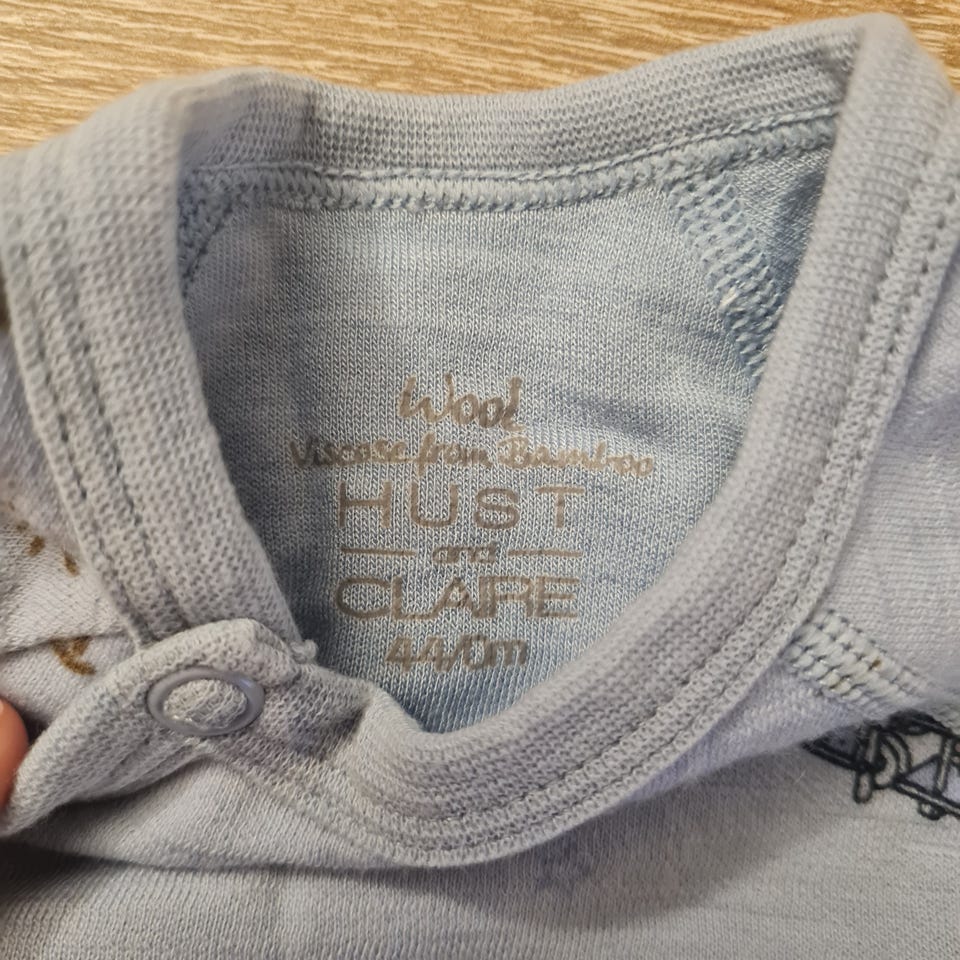 Wool
Viscose from Bamboo
HUST
and
CLAIRE
44/0m